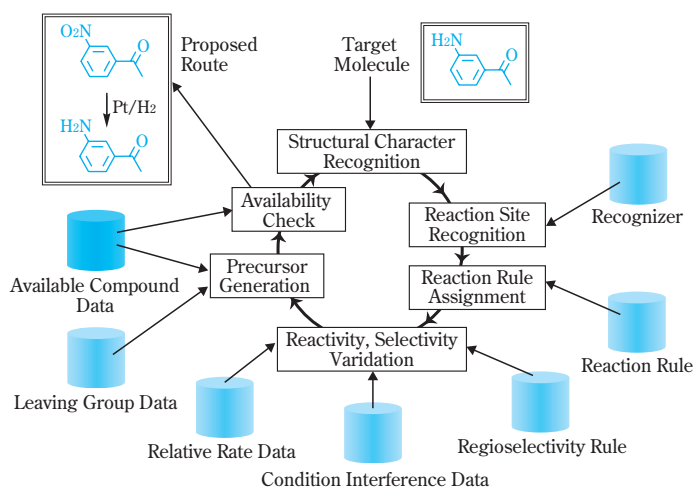 O2N
O
Pt/H2
H2N
O
Proposed
Route
Target
Molecule
H2N
O
Structural Character
Recognition
Availability
Check
Reaction Site
Recognition
Recognizer
Available Compound
Data
Precursor
Generation
Reaction Rule
Assignment
Reactivity, Selectivity
Varidation
Reaction Rule
Leaving Group Data
Relative Rate Data
Regioselectivity Rule
Condition Interference Data